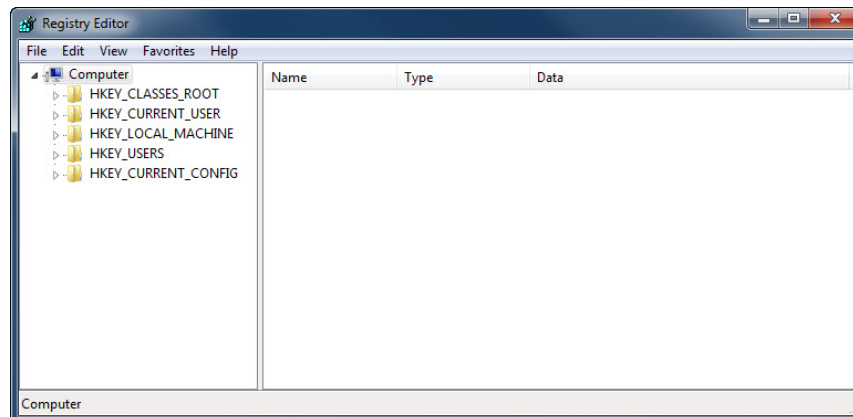 Registry Editor
File Edit View Favorites Help
Computer
Name Type Data
HKEY_CLASSES_ROOT
HKEY_CURRENT_USER
HKEY_LOCAL_MACHINE
HKEY_USERS
HKEY_CURRENT_CONFIG
Computer